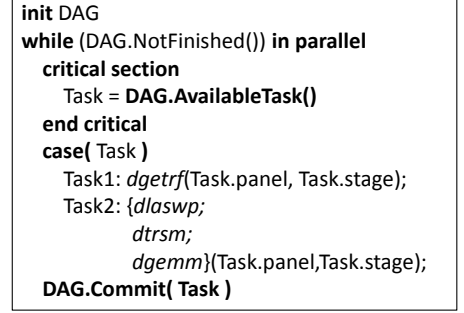 init DAG
while (DAG.NotFinished()) in parallel
critical section
Task = DAG.AvailableTask()
end critical
case( Task )
Task1: dgetrf(Task.panel, Task.stage);
Task2: {dlaswp;
dtrsm;
dgemm}(Task.panel,Task.stage);
DAG.Commit( Task )